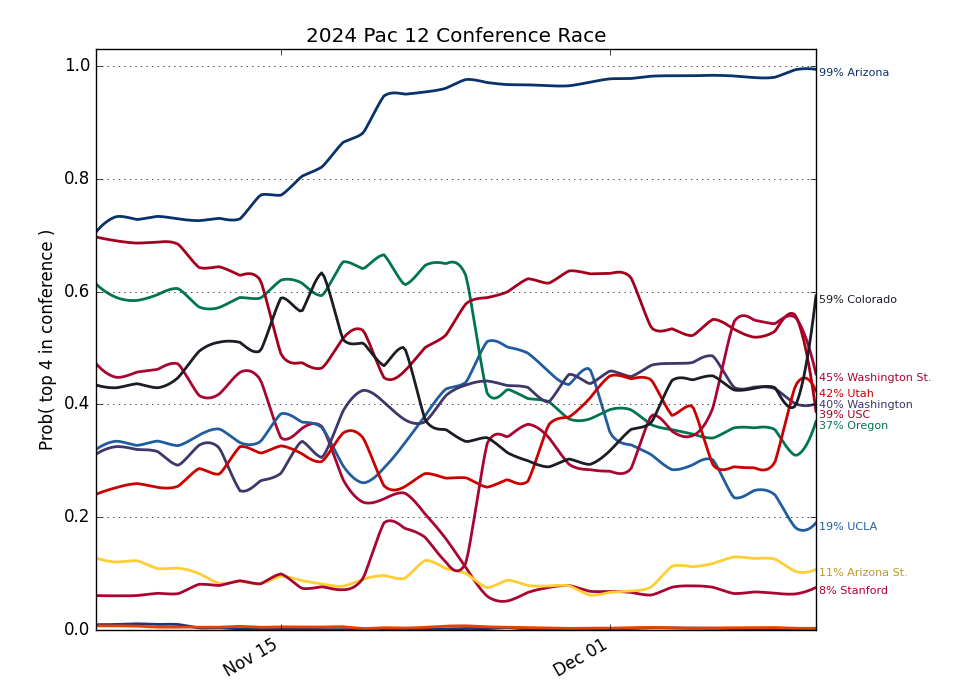 2024 Pac 12 Conference Race
Prob( top 4 in conference )
1.0
0.8
0.6
0.4
0.2
0.0
Nov 15
Dec 01
99% Arizona
59% Colorado
45% Washington St.
42% Utah
40% Washington
39% USC
37% Oregon
19% UCLA
11% Arizona St.
8% Stanford